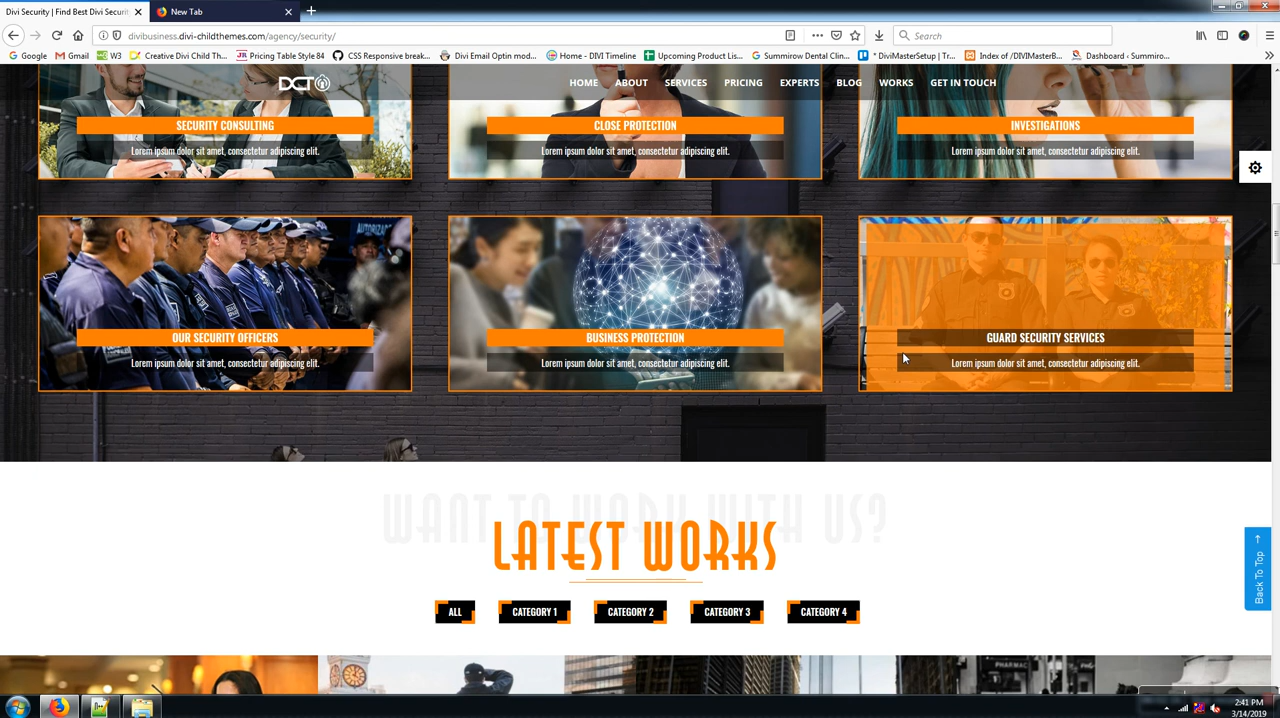 Divi Security | Find Best Divi Securit
New Tab
divibusiness.divi-childthemes.com/agency/security/
Search
Google
Gmail
W3
Creative Divi Child Th...
Pricing Table Style 84
CSS Responsive break...
Divi Email Optin mod...
Home - DIVI Timeline
Upcoming Product Lis...
Summirow Dental Clin...
* DiviMasterSetup | Tr...
Index of /DIVIMasterB...
Dashboard ‹ Summiro...
DCT
HOME
ABOUT
SERVICES
PRICING
EXPERTS
BLOG
WORKS
GET IN TOUCH
SECURITY CONSULTING
Lorem ipsum dolor sit amet, consectetur adipiscing elit.
CLOSE PROTECTION
Lorem ipsum dolor sit amet, consectetur adipiscing elit.
INVESTIGATIONS
Lorem ipsum dolor sit amet, consectetur adipiscing elit.
OUR SECURITY OFFICERS
Lorem ipsum dolor sit amet, consectetur adipiscing elit.
BUSINESS PROTECTION
Lorem ipsum dolor sit amet, consectetur adipiscing elit.
GUARD SECURITY SERVICES
Lorem ipsum dolor sit amet, consectetur adipiscing elit.
WANT TO WORK WITH US?
LATEST WORKS
ALL
CATEGORY 1
CATEGORY 2
CATEGORY 3
CATEGORY 4
Back To Top
PHARMAC
2:41 PM
3/14/2019